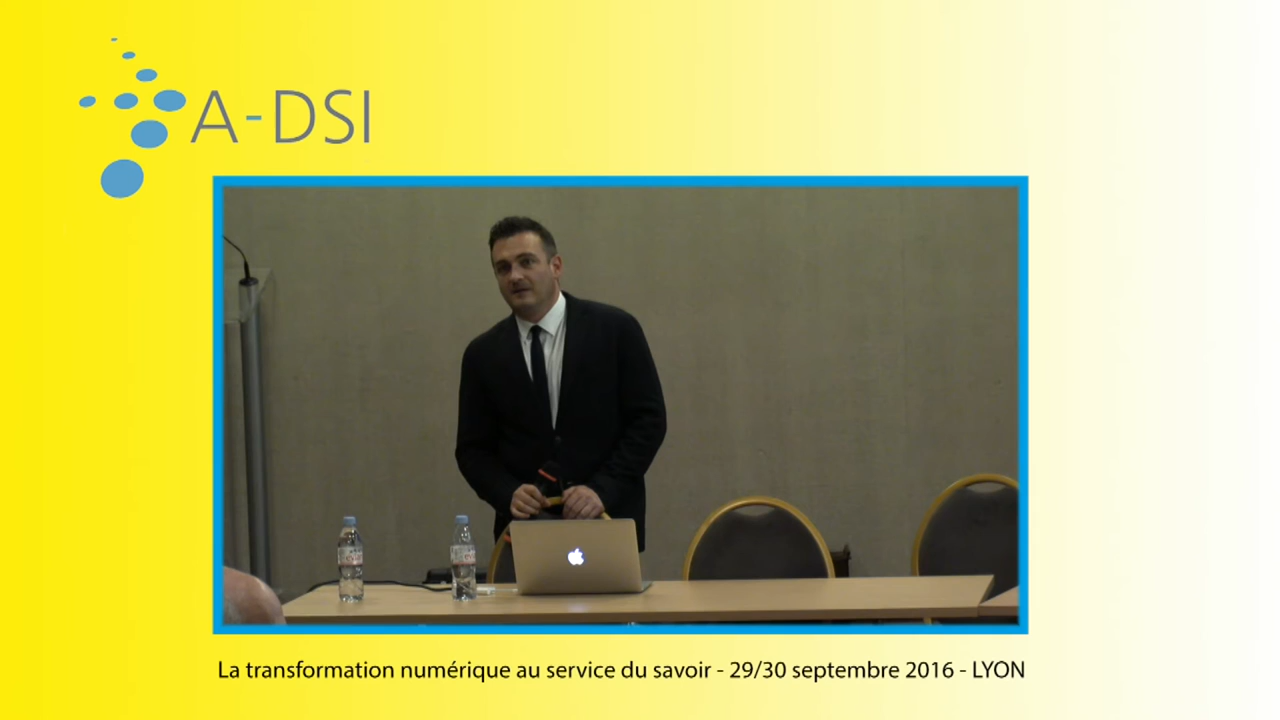 A-DSI
La transformation numérique au service du savoir - 29/30 septembre 2016 - LYON